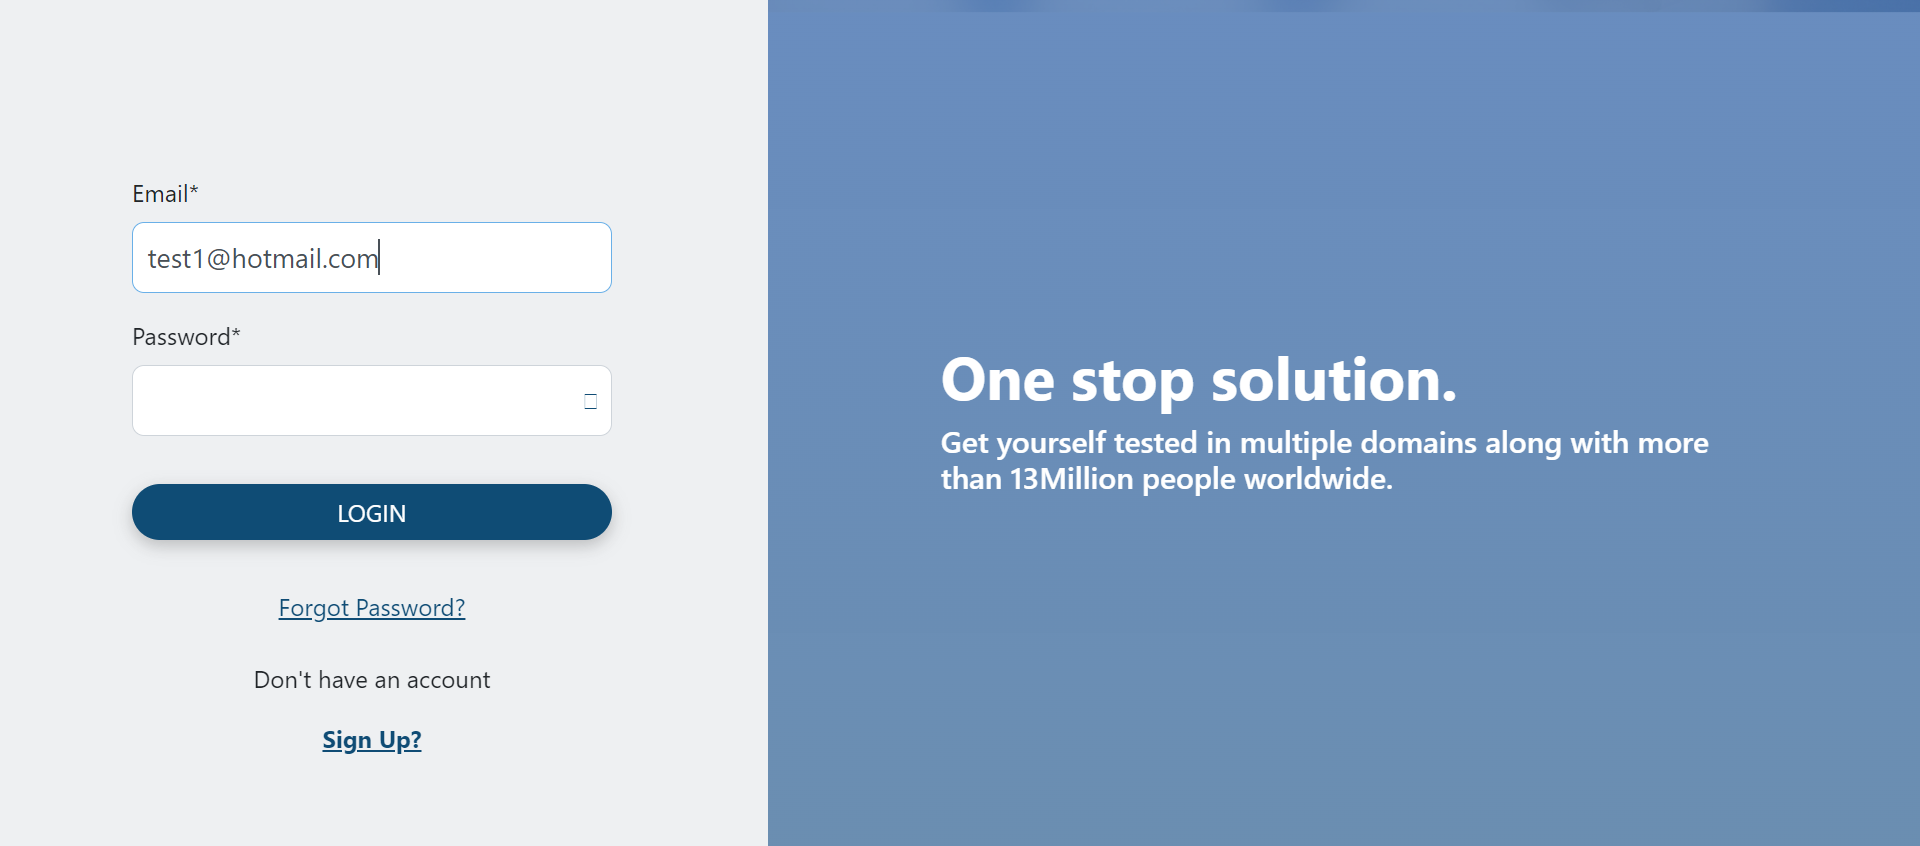 Email*
test1@hotmail.com
Password*
LOGIN
Forgot Password?
Don't have an account
Sign Up?
One stop solution.
Get yourself tested in multiple domains along with more
than 13Million people worldwide.